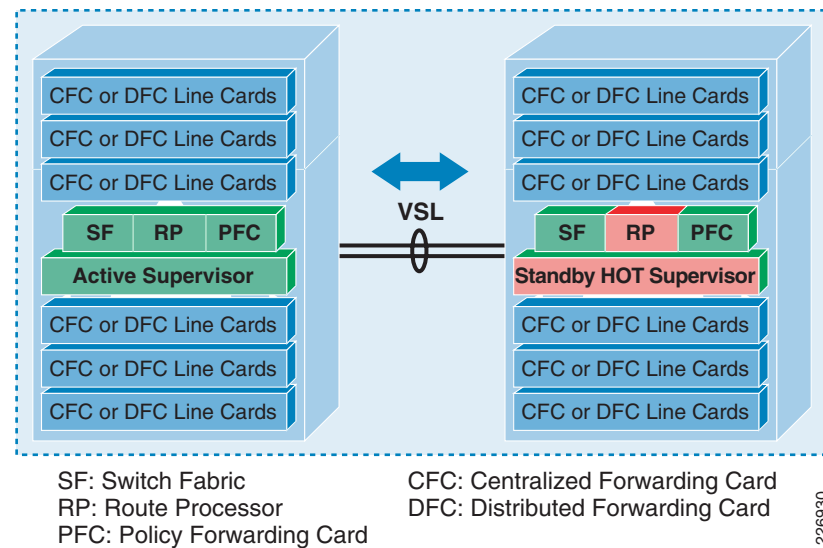 CFC or DFC Line Cards
CFC or DFC Line Cards
CFC or DFC Line Cards
SF RP PFC
Active Supervisor
CFC or DFC Line Cards
CFC or DFC Line Cards
CFC or DFC Line Cards
VSL
CFC or DFC Line Cards
CFC or DFC Line Cards
CFC or DFC Line Cards
SF RP PFC
Standby HOT Supervisor
CFC or DFC Line Cards
CFC or DFC Line Cards
CFC or DFC Line Cards
SF: Switch Fabric
RP: Route Processor
PFC: Policy Forwarding Card
CFC: Centralized Forwarding Card
DFC: Distributed Forwarding Card
226930